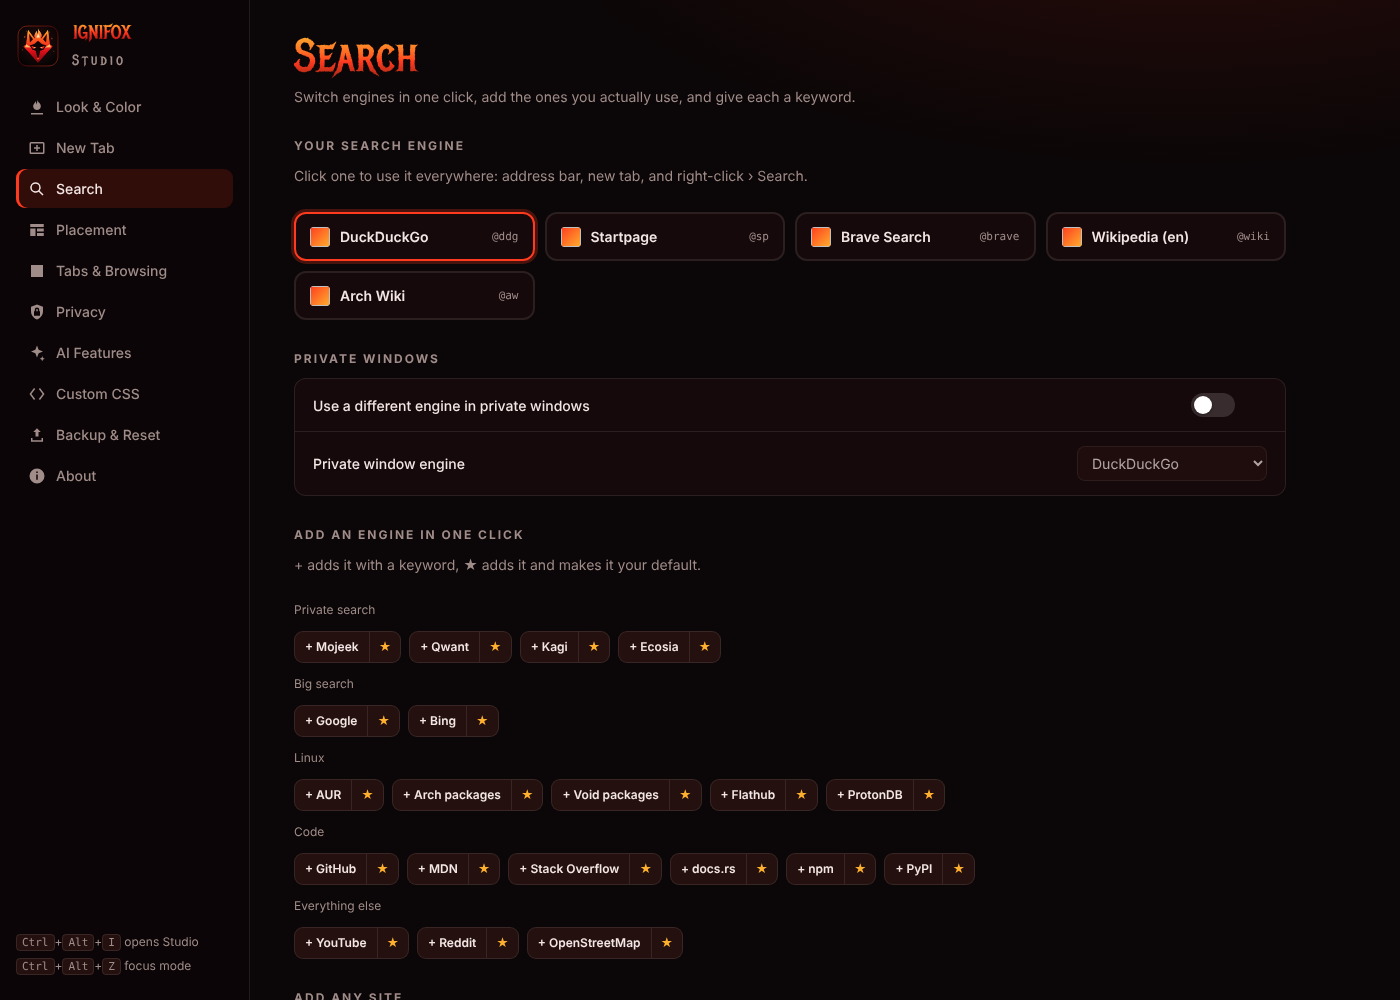 IGNIFOX
STUDIO
Look & Color
New Tab
Search
Placement
Tabs & Browsing
Privacy
AI Features
Custom CSS
Backup & Reset
About
Ctrl+Alt+I opens Studio
Ctrl+Alt+Z focus mode
SEARCH
Switch engines in one click, add the ones you actually use, and give each a keyword.
YOUR SEARCH ENGINE
Click one to use it everywhere: address bar, new tab, and right-click › Search.
DuckDuckGo @ddg
Startpage @sp
Brave Search @brave
Wikipedia (en) @wiki
Arch Wiki @aw
PRIVATE WINDOWS
Use a different engine in private windows
Private window engine DuckDuckGo
ADD AN ENGINE IN ONE CLICK
+ adds it with a keyword, ★ adds it and makes it your default.
Private search
+ Mojeek ★ + Qwant ★ + Kagi ★ + Ecosia ★
Big search
+ Google ★ + Bing ★
Linux
+ AUR ★ + Arch packages ★ + Void packages ★ + Flathub ★ + ProtonDB ★
Code
+ GitHub ★ + MDN ★ + Stack Overflow ★ + docs.rs ★ + npm ★ + PyPI ★
Everything else
+ YouTube ★ + Reddit ★ + OpenStreetMap ★
ADD ANY SITE